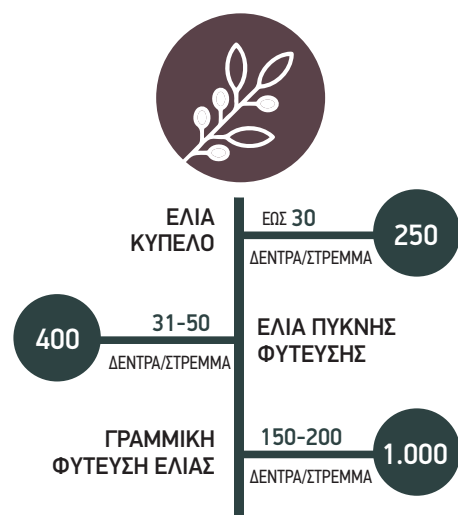 ΕΛΙΑ
ΚΥΠΕΛΟ
ΕΩΣ 30
ΔΕΝΤΡΑ/ΣΤΡΕΜΜΑ
250
400
31-50
ΔΕΝΤΡΑ/ΣΤΡΕΜΜΑ
ΕΛΙΑ ΠΥΚΝΗΣ
ΦΥΤΕΥΣΗΣ
ΓΡΑΜΜΙΚΗ
ΦΥΤΕΥΣΗ ΕΛΙΑΣ
150-200
ΔΕΝΤΡΑ/ΣΤΡΕΜΜΑ
1.000